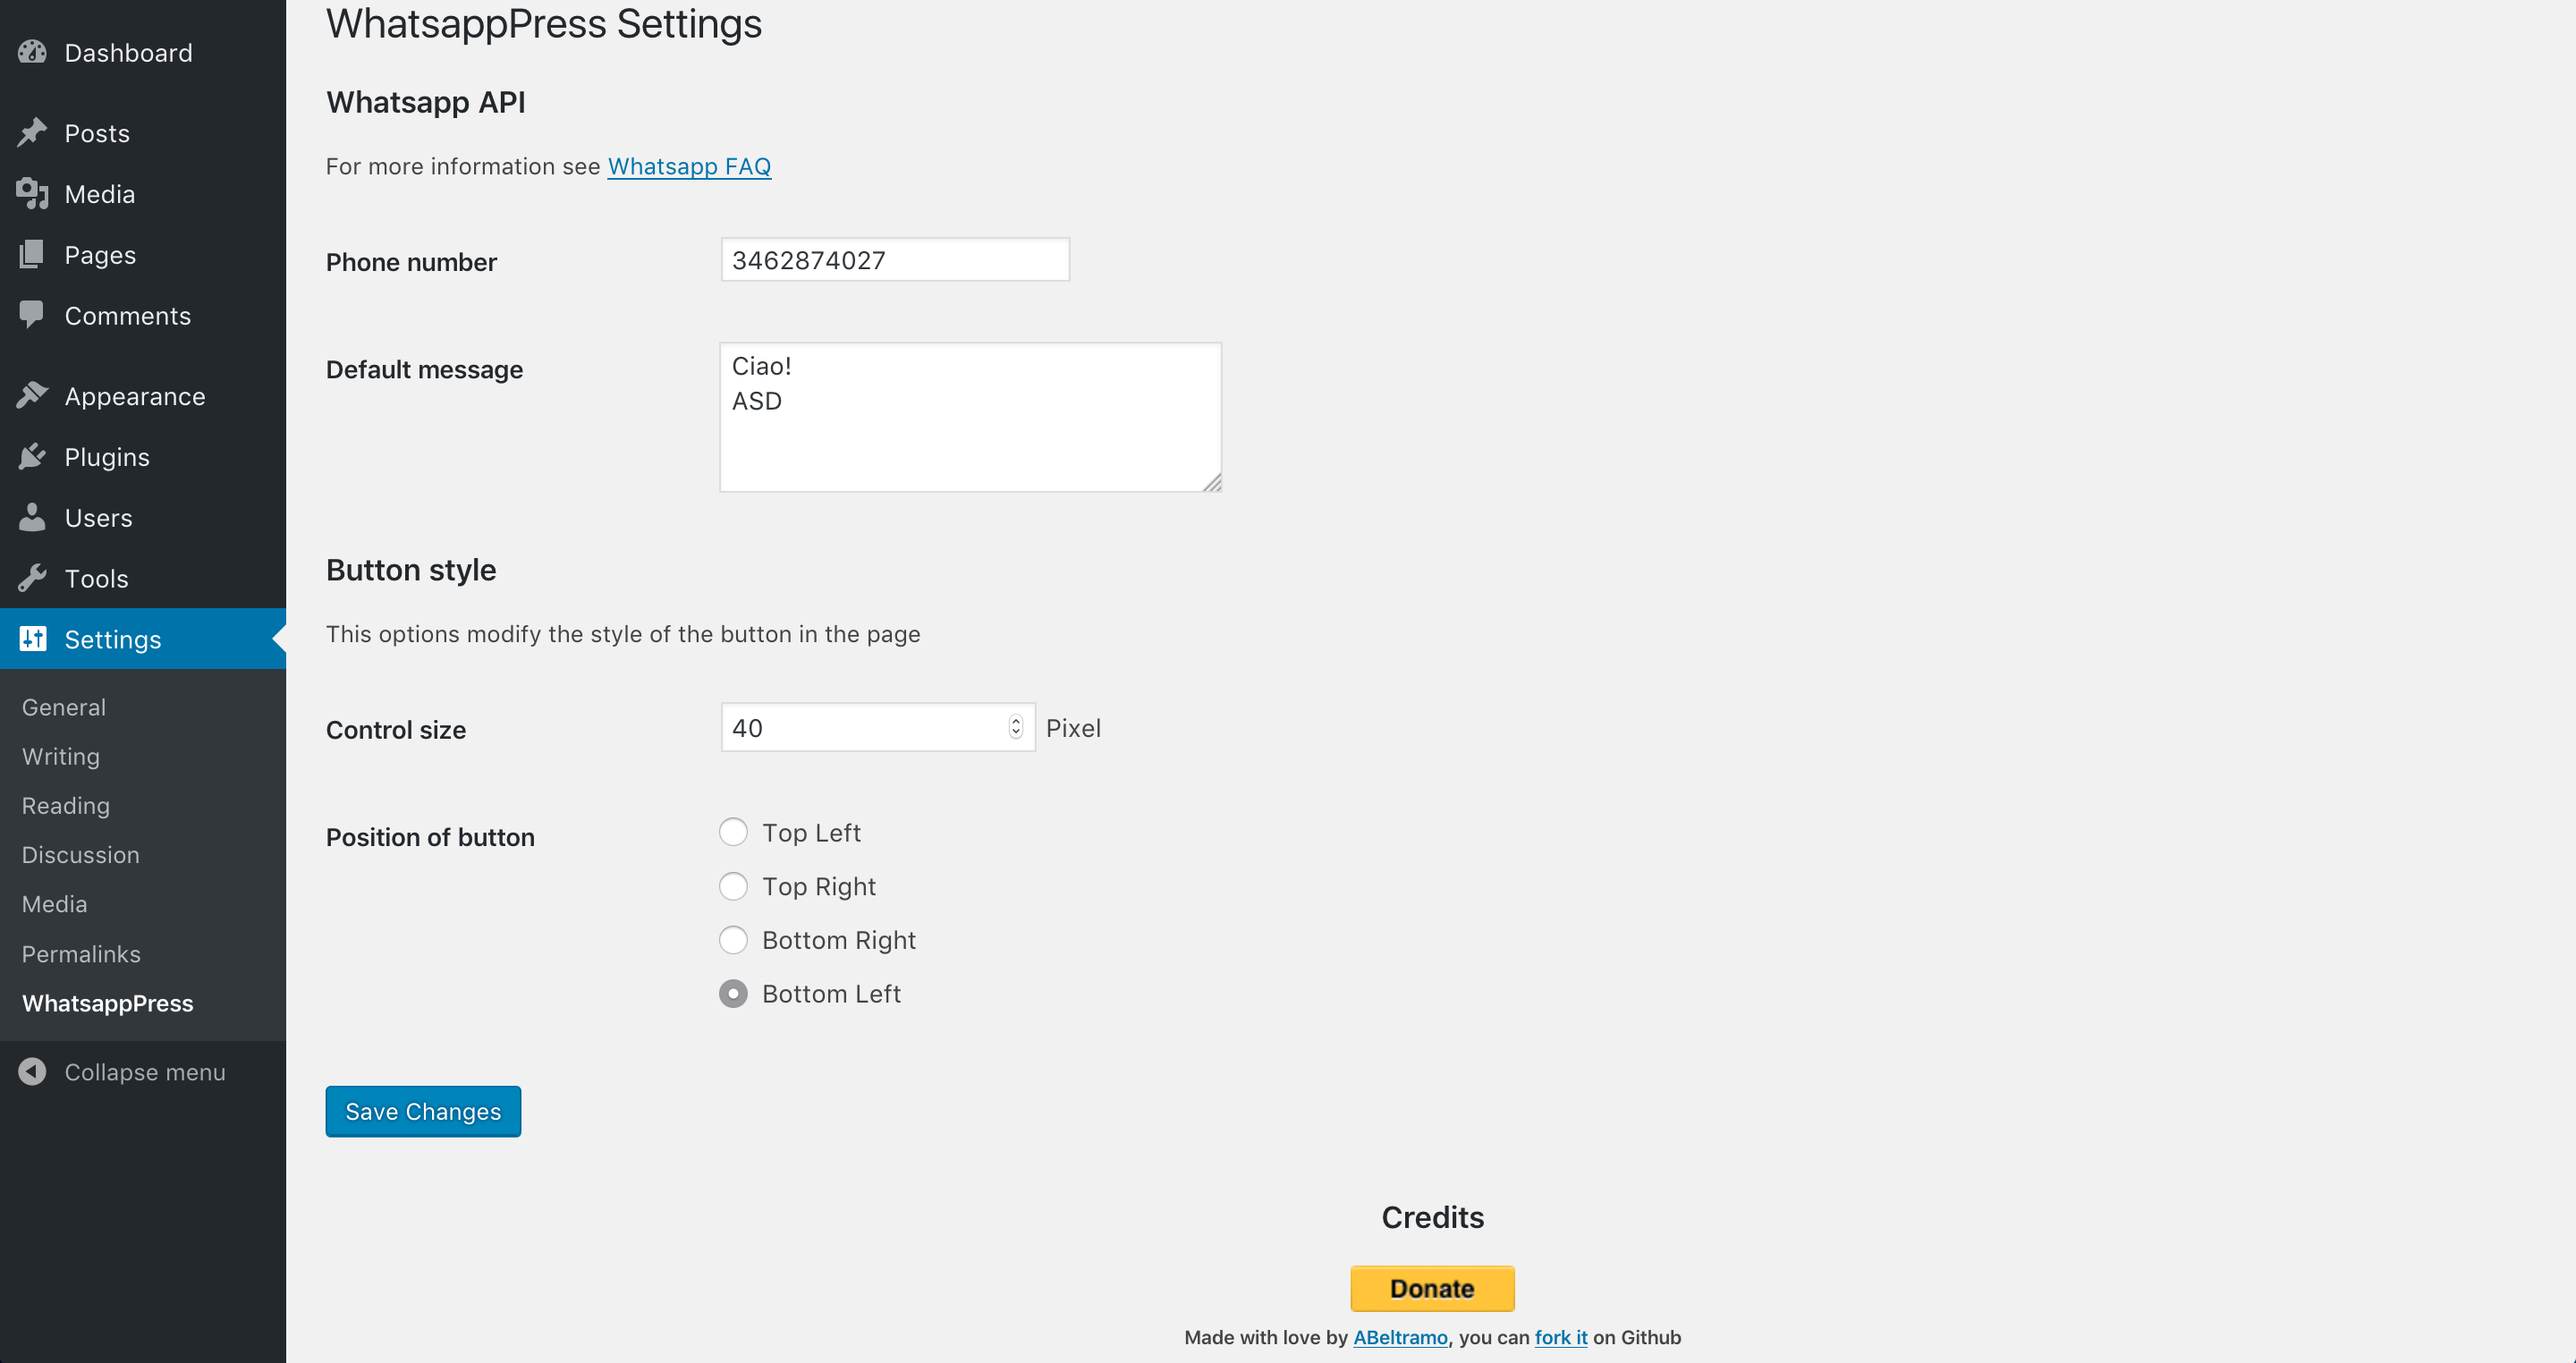 Dashboard
Posts
Media
Pages
Comments
Appearance
Plugins
Users
Tools
Settings
General
Writing
Reading
Discussion
Media
Permalinks
WhatsappPress
Collapse menu
WhatsappPress Settings
Whatsapp API
For more information see Whatsapp FAQ
Phone number
3462874027
Default message
Ciao!
ASD
Button style
This options modify the style of the button in the page
Control size
40 Pixel
Position of button
Top Left
Top Right
Bottom Right
Bottom Left
Save Changes
Credits
Donate
Made with love by ABeltramo, you can fork it on Github